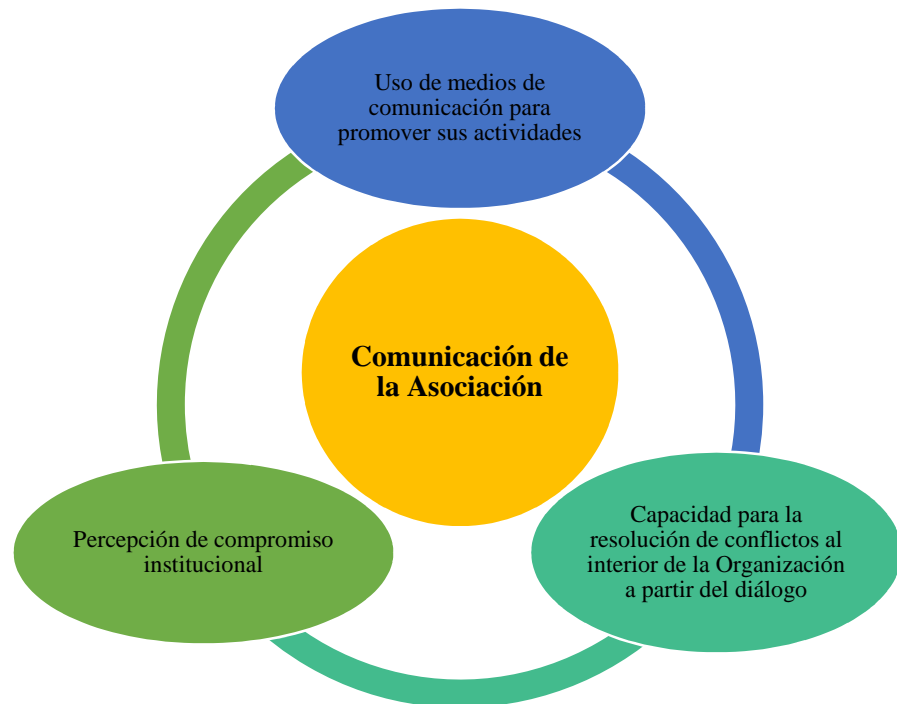 Uso de medios de
comunicación para
promover sus actividades
Comunicación de
la Asociación
Percepción de compromiso
institucional
Capacidad para la
resolución de conflictos al
interior de la Organización
a partir del diálogo